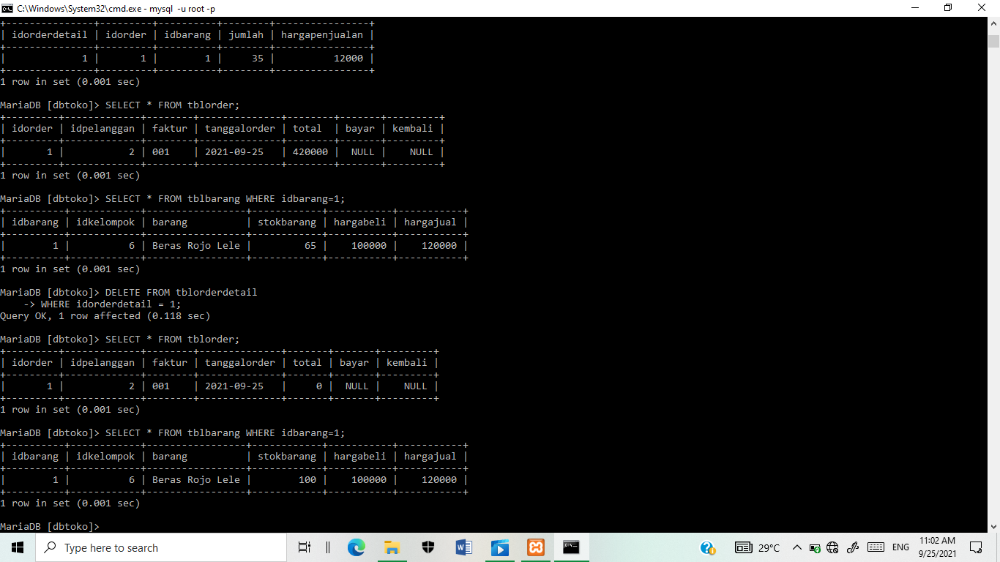 C:\Windows\System32\cmd.exe - mysql  -u root -p
+--------------+---------+----------+--------+----------------+
| idorderdetail | idorder | idbarang | jumlah | hargapenjualan |
+---------------+---------+----------+--------+----------------+
|             1 |       1 |        1 |     35 |          12000 |
+---------------+---------+----------+--------+----------------+
1 row in set (0.001 sec)
MariaDB [dbtoko]> SELECT * FROM tblorder;
+---------+-------------+--------+--------------+--------+-------+---------+
| idorder | idpelanggan | faktur | tanggalorder | total  | bayar | kembali |
+---------+-------------+--------+--------------+--------+-------+---------+
|       1 |           2 | 001    | 2021-09-25   | 420000 |  NULL |    NULL |
+---------+-------------+--------+--------------+--------+-------+---------+
1 row in set (0.001 sec)
MariaDB [dbtoko]> SELECT * FROM tblbarang WHERE idbarang=1;
+----------+------------+-----------------+------------+-----------+-----------+
| idbarang | idkelompok | barang          | stokbarang | hargabeli | hargajual |
+----------+------------+-----------------+------------+-----------+-----------+
|        1 |          6 | Beras Rojo Lele |         65 |    100000 |    120000 |
+----------+------------+-----------------+------------+-----------+-----------+
1 row in set (0.001 sec)
MariaDB [dbtoko]> DELETE FROM tblorderdetail
    -> WHERE idorderdetail = 1;
Query OK, 1 row affected (0.118 sec)
MariaDB [dbtoko]> SELECT * FROM tblorder;
+---------+-------------+--------+--------------+-------+-------+---------+
| idorder | idpelanggan | faktur | tanggalorder | total | bayar | kembali |
+---------+-------------+--------+--------------+-------+-------+---------+
|       1 |           2 | 001    | 2021-09-25   |     0 |  NULL |    NULL |
+---------+-------------+--------+--------------+-------+-------+---------+
1 row in set (0.001 sec)
MariaDB [dbtoko]> SELECT * FROM tblbarang WHERE idbarang=1;
+----------+------------+-----------------+------------+-----------+-----------+
| idbarang | idkelompok | barang          | stokbarang | hargabeli | hargajual |
+----------+------------+-----------------+------------+-----------+-----------+
|        1 |          6 | Beras Rojo Lele |        100 |    100000 |    120000 |
+----------+------------+-----------------+------------+-----------+-----------+
1 row in set (0.001 sec)
MariaDB [dbtoko]>
Type here to search
29°C
ENG
11:02 AM
9/25/2021